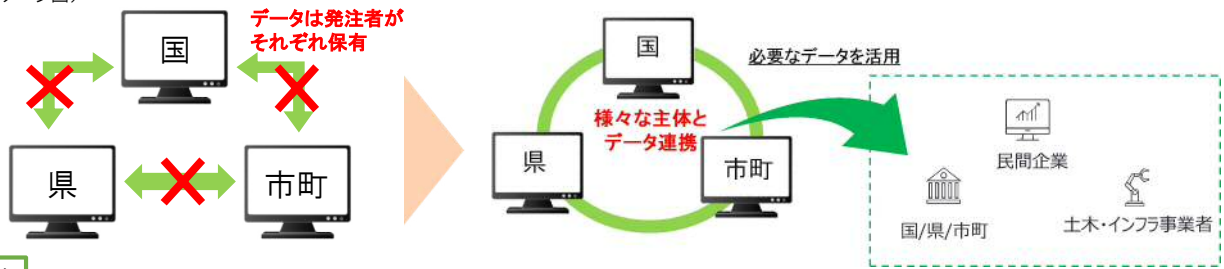 データは発注者が
それぞれ保有
国
県
市町
国
様々な主体と
データ連携
県
市町
必要なデータを活用
民間企業
国/県/市町
土木・インフラ事業者